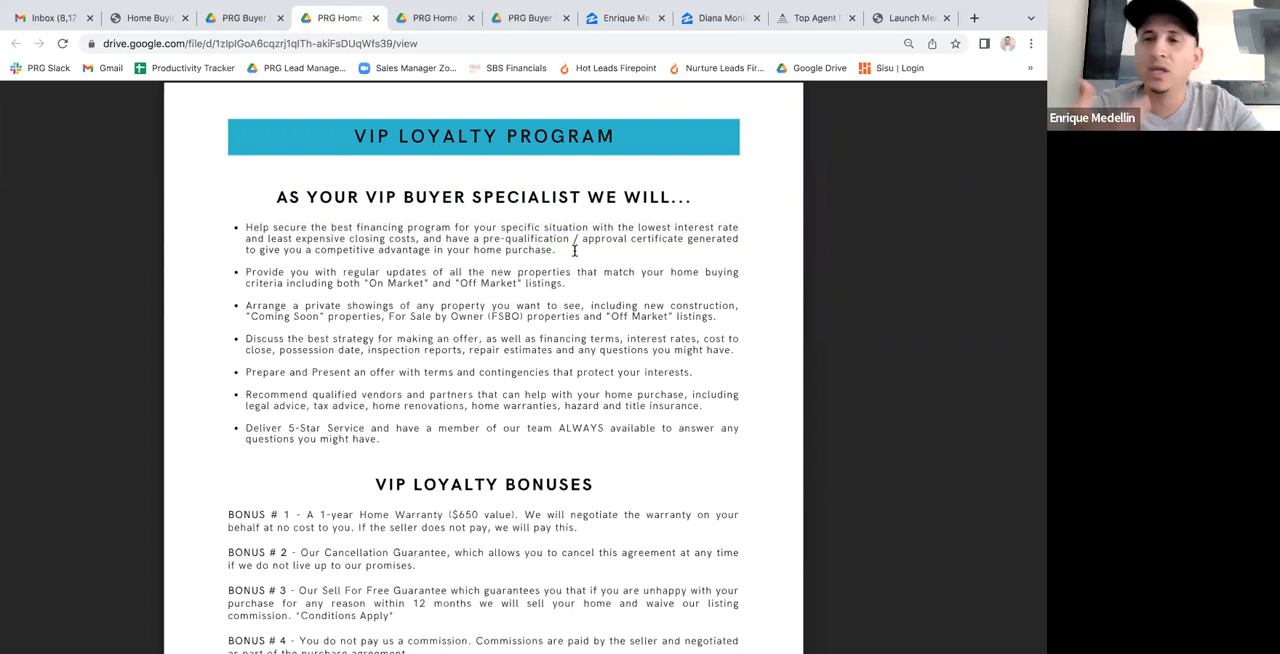 Inbox (8,17
Home Buyi
PRG Buyer
PRG Home
PRG Home
PRG Buyer
Enrique Me
Diana Mon
Top Agent
Launch Me
drive.google.com/file/d/1zIpIGoA6cqzrj1qITh-akiFsDUqWfs39/view
PRG Slack
Gmail
Productivity Tracker
PRG Lead Manage...
Sales Manager Zo...
SBS Financials
Hot Leads Firepoint
Nurture Leads Fir...
Google Drive
Sisu | Login
»
Enrique Medellin
VIP LOYALTY PROGRAM
AS YOUR VIP BUYER SPECIALIST WE WILL...
• Help secure the best financing program for your specific situation with the lowest interest rate
and least expensive closing costs, and have a pre-qualification / approval certificate generated
to give you a competitive advantage in your home purchase.
• Provide you with regular updates of all the new properties that match your home buying
criteria including both "On Market" and "Off Market" listings.
• Arrange a private showings of any property you want to see, including new construction,
"Coming Soon" properties, For Sale by Owner (FSBO) properties and "Off Market" listings.
• Discuss the best strategy for making an offer, as well as financing terms, interest rates, cost to
close, possession date, inspection reports, repair estimates and any questions you might have.
• Prepare and Present an offer with terms and contingencies that protect your interests.
• Recommend qualified vendors and partners that can help with your home purchase, including
legal advice, tax advice, home renovations, home warranties, hazard and title insurance.
• Deliver 5-Star Service and have a member of our team ALWAYS available to answer any
questions you might have.
VIP LOYALTY BONUSES
BONUS # 1 - A 1-year Home Warranty ($650 value). We will negotiate the warranty on your
behalf at no cost to you. If the seller does not pay, we will pay this.
BONUS # 2 - Our Cancellation Guarantee, which allows you to cancel this agreement at any time
if we do not live up to our promises.
BONUS # 3 - Our Sell For Free Guarantee which guarantees you that if you are unhappy with your
purchase for any reason within 12 months we will sell your home and waive our listing
commission. *Conditions Apply*
BONUS # 4 - You do not pay us a commission. Commissions are paid by the seller and negotiated
as part of the purchase agreement.